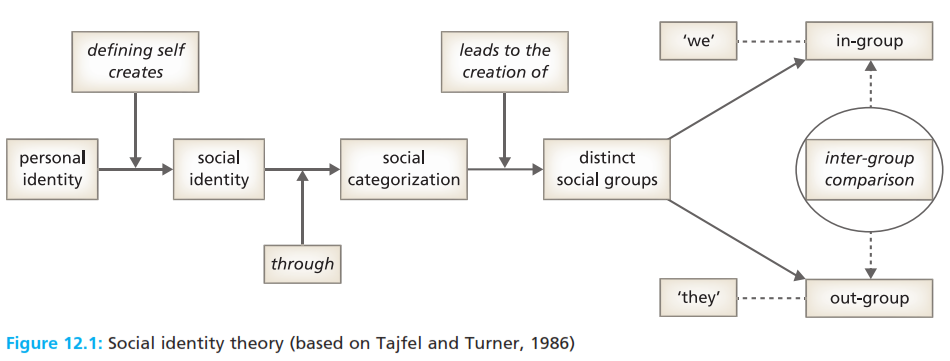 defining self
creates
leads to the
creation of
'we'
in-group
personal
identity
social
identity
social
categorization
distinct
social groups
inter-group
comparison
through
'they'
out-group
Figure 12.1: Social identity theory (based on Tajfel and Turner, 1986)